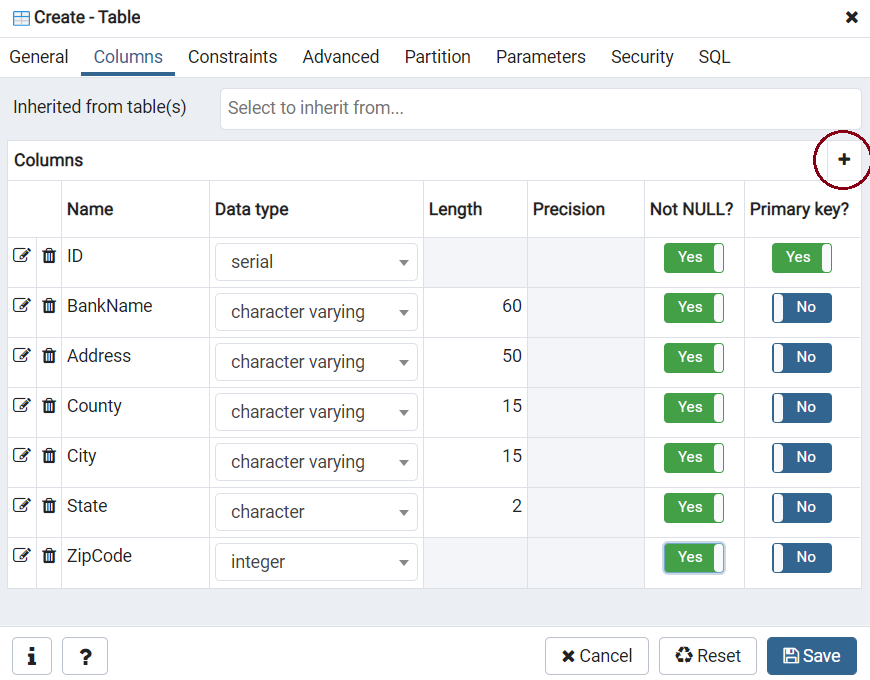 Create - Table
General Columns Constraints Advanced Partition Parameters Security SQL
Inherited from table(s) Select to inherit from...
Columns
Name Data type Length Precision Not NULL? Primary key?
ID serial Yes Yes
BankName character varying 60 Yes No
Address character varying 50 Yes No
County character varying 15 Yes No
City character varying 15 Yes No
State character 2 Yes No
ZipCode integer Yes No
i ? Cancel Reset Save